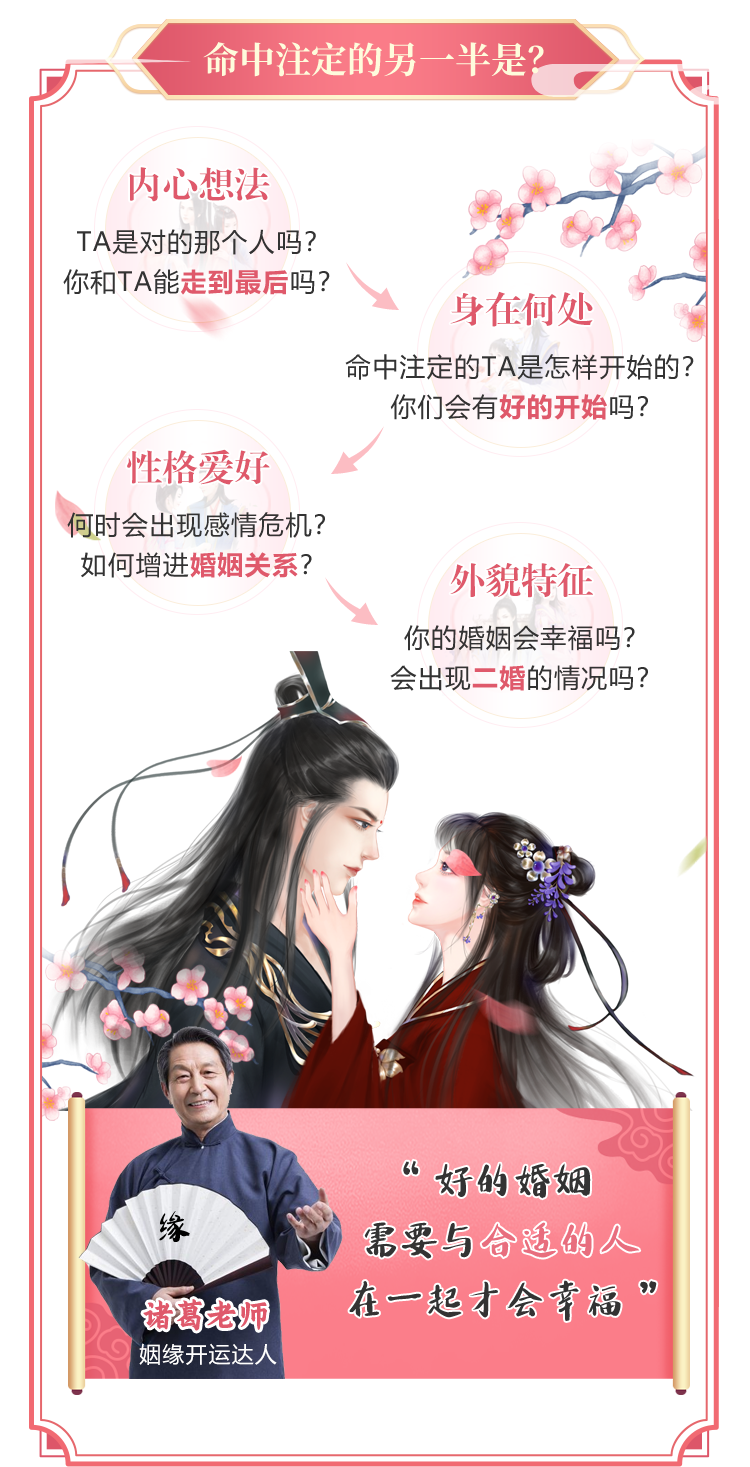 命中注定的另一半是?
内心想法
TA是对的那个人吗?
你和TA能走到最后吗?
身在何处
命中注定的TA是怎样开始的?
你们会有好的开始吗?
性格爱好
何时会出现感情危机?
如何增进婚姻关系?
外貌特征
你的婚姻会幸福吗?
会出现二婚的情况吗?
“好的婚姻
需要与合适的人
在一起才会幸福”
缘
诸葛老师
姻缘开运达人